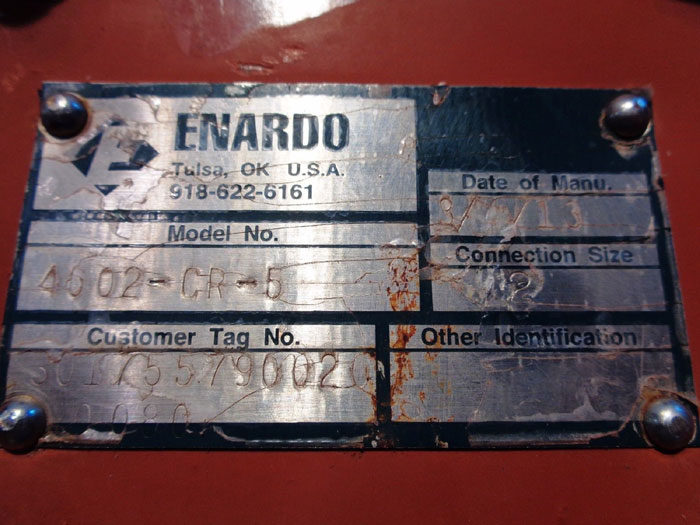 ENARDO
Tulsa, OK U.S.A.
918-622-6161
Date of Manu.
Model No.
Connection Size
4602-CR-5
2
Customer Tag No.
Other Identification